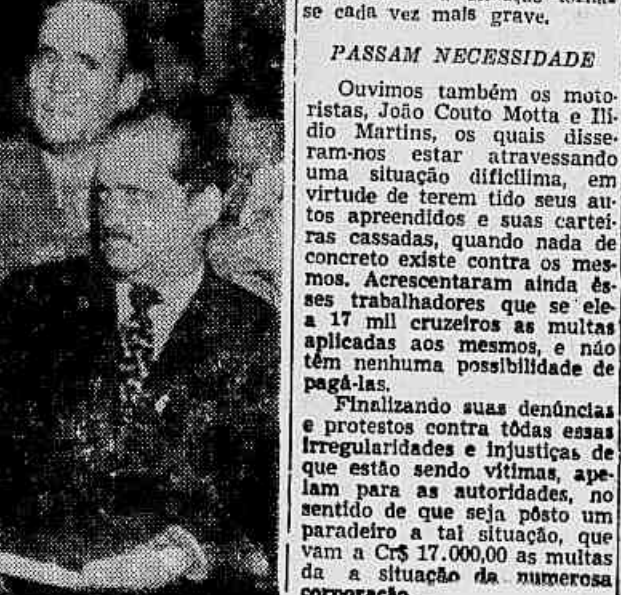 se cada vez mais grave.
PASSAM NECESSIDADE
Ouvimos também os moto-
ristas, João Couto Motta e Ilí-
dio Martins, os quais disse-
ram-nos estar atravessando
uma situação dificílima, em
virtude de terem tido seus au-
tos apreendidos e suas cartei-
ras cassadas, quando nada de
concreto existe contra os mes-
mos. Acrescentaram ainda ês-
ses trabalhadores que se ele-
a 17 mil cruzeiros as multas
aplicadas aos mesmos, e não
têm nenhuma possibilidade de
pagá-las.
Finalizando suas denúncias
e protestos contra tôdas essas
irregularidades e injustiças de
que estão sendo vítimas, ape-
lam para as autoridades, no
sentido de que seja pôsto um
paradeiro a tal situação, que
vam a Cr$ 17.000,00 as multas
da a situação da numerosa
corporação